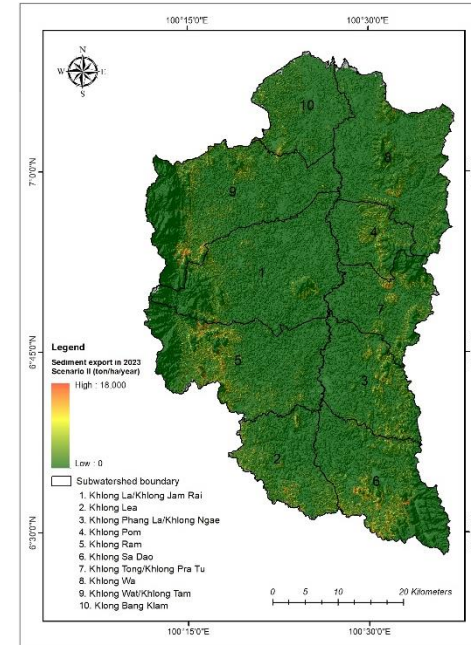 100°15'0"E 100°30'0"E
N
W E
S
10
8
7°0'0"N
9
4
1
7
Legend
Sediment export in 2023
Scenario II (ton/ha/year)
High : 18,000
Low : 0
6°45'0"N
5
3
2
6
Subwatershed boundary
1. Khlong La/Khlong Jam Rai
2. Khlong Lea
3. Khlong Phang La/Khlong Ngae
4. Khlong Pom
5. Khlong Ram
6. Khlong Sa Dao
7. Khlong Tong/Khlong Pra Tu
8. Khlong Wa
9. Khlong Wat/Khlong Tam
10. Klong Bang Klam
6°30'0"N
0 5 10 20 Kilometers
100°15'0"E 100°30'0"E